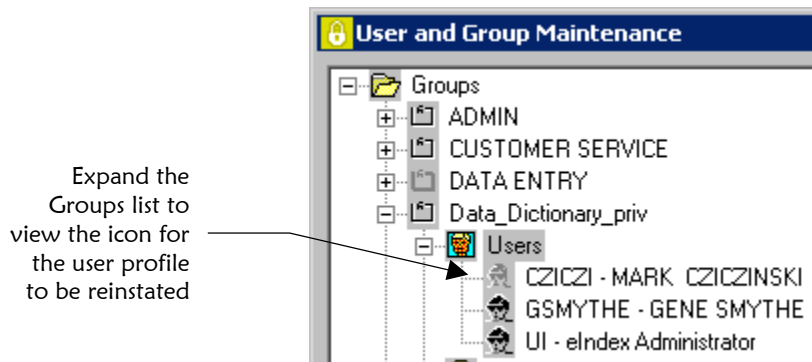 User and Group Maintenance
Groups
ADMIN
CUSTOMER SERVICE
DATA ENTRY
Data_Dictionary_priv
Users
CZICZI - MARK CZICZINSKI
GSMYTHE - GENE SMYTHE
UI - eIndex Administrator
Expand the
Groups list to
view the icon for
the user profile
to be reinstated